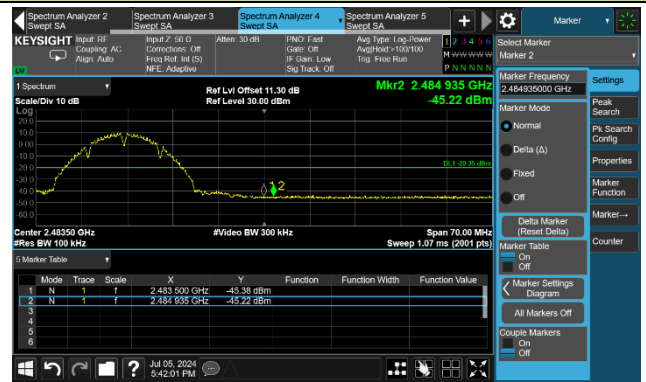 Spectrum Analyzer 2
Swept SA
Spectrum Analyzer 3
Swept SA
Spectrum Analyzer 4
Swept SA
Spectrum Analyzer 5
Swept SA
+
Marker
KEYSIGHT
Input: RF
Coupling: AC
Align: Auto
Input Z: 50 Ω
Corrections: Off
Freq Ref: Int (S)
NFE: Adaptive
Atten: 30 dB
PNO: Fast
Gate: Off
IF Gain: Low
Sig Track: Off
Avg Type: Log-Power
Avg|Hold:>100/100
Trig: Free Run
1 2 3 4 5 6
M W W W W W
P N N N N N
LXI
Select Marker
Marker 2
1 Spectrum
Scale/Div 10 dB
Log
Ref Lvl Offset 11.30 dB
Ref Level 30.00 dBm
Mkr2 2.484 935 GHz
-45.22 dBm
20.0
10.0
0.00
-10.0
-20.0
-30.0
-40.0
-50.0
-60.0
DL1 -20.35 dBm
1
2
Center 2.48350 GHz
#Res BW 100 kHz
#Video BW 300 kHz
Span 70.00 MHz
Sweep 1.07 ms (2001 pts)
5 Marker Table
Mode Trace Scale X Y Function Function Width Function Value
1 N 1 f 2.483 500 GHz -45.38 dBm
2 N 1 f 2.484 935 GHz -45.22 dBm
3
4
5
6
Marker Frequency
2.484935000 GHz
Marker Mode
Normal
Delta (Δ)
Fixed
Off
Delta Marker
(Reset Delta)
Marker Table
On
Off
Marker Settings
Diagram
All Markers Off
Couple Markers
On
Off
Settings
Peak
Search
Pk Search
Config
Properties
Marker
Function
Marker→
Counter
?
Jul 05, 2024
5:42:01 PM